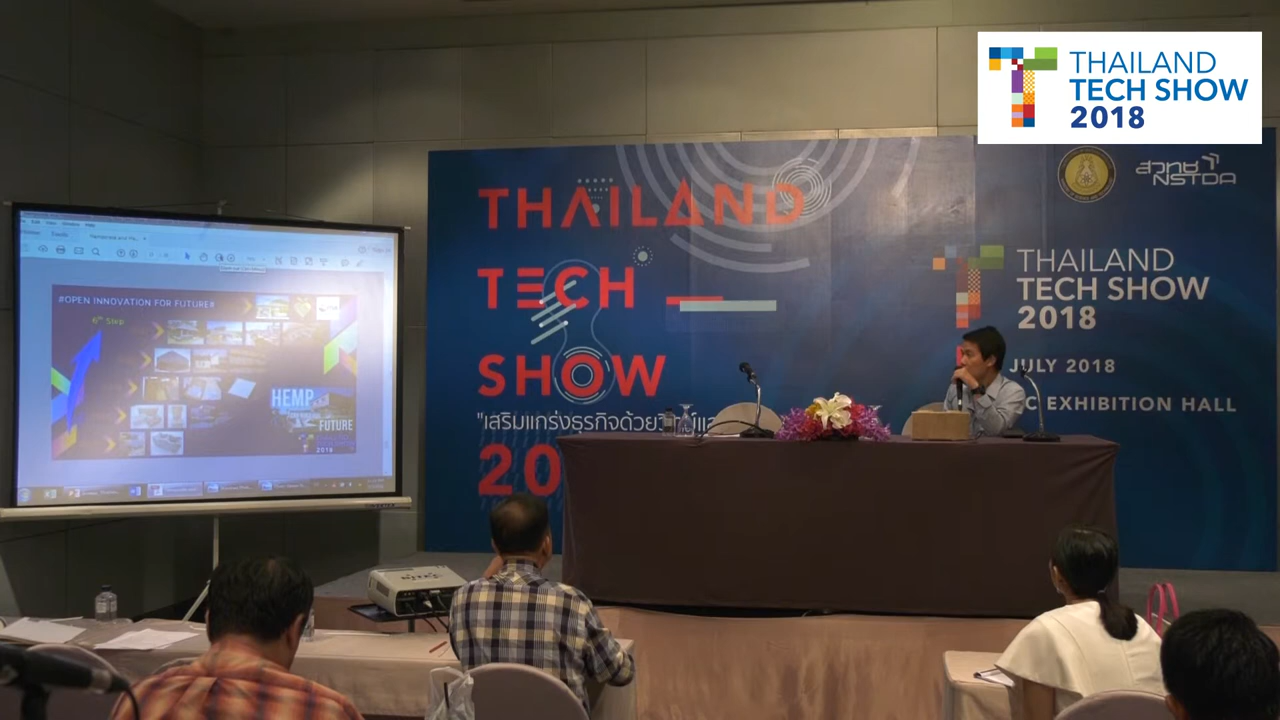 THAILAND
TECH SHOW
2018
THAILAND
TECH
SHOW
"เสริมแกร่งธุรกิจด้วย
20
สวทช
NSTDA
THAILAND
TECH SHOW
2018
JULY 2018
C EXHIBITION HALL
#OPEN INNOVATION FOR FUTURE#
6th Step
HEMP
FUTURE
2018